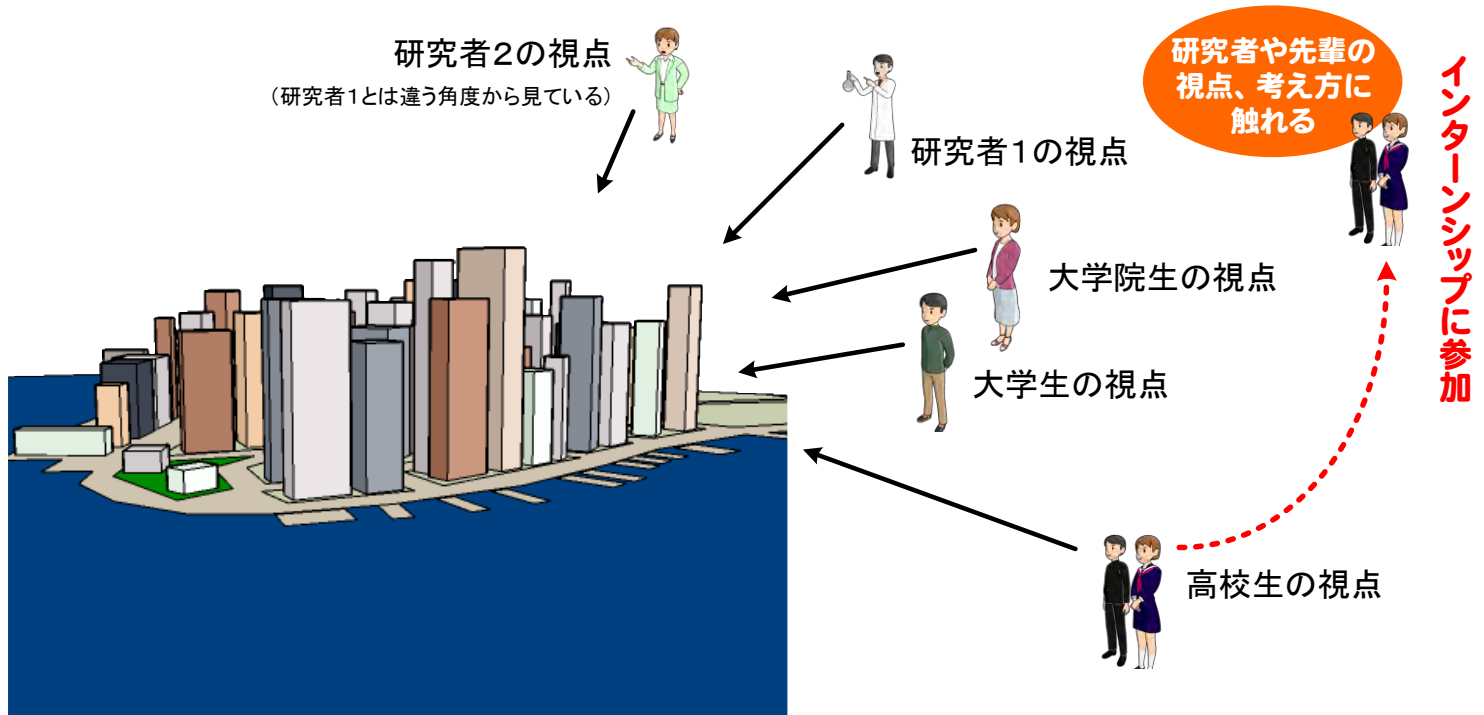 研究者２の視点
（研究者１とは違う角度から見ている）
研究者１の視点
大学院生の視点
大学生の視点
高校生の視点
研究者や先輩の
視点、考え方に
触れる
インターンシップに参加